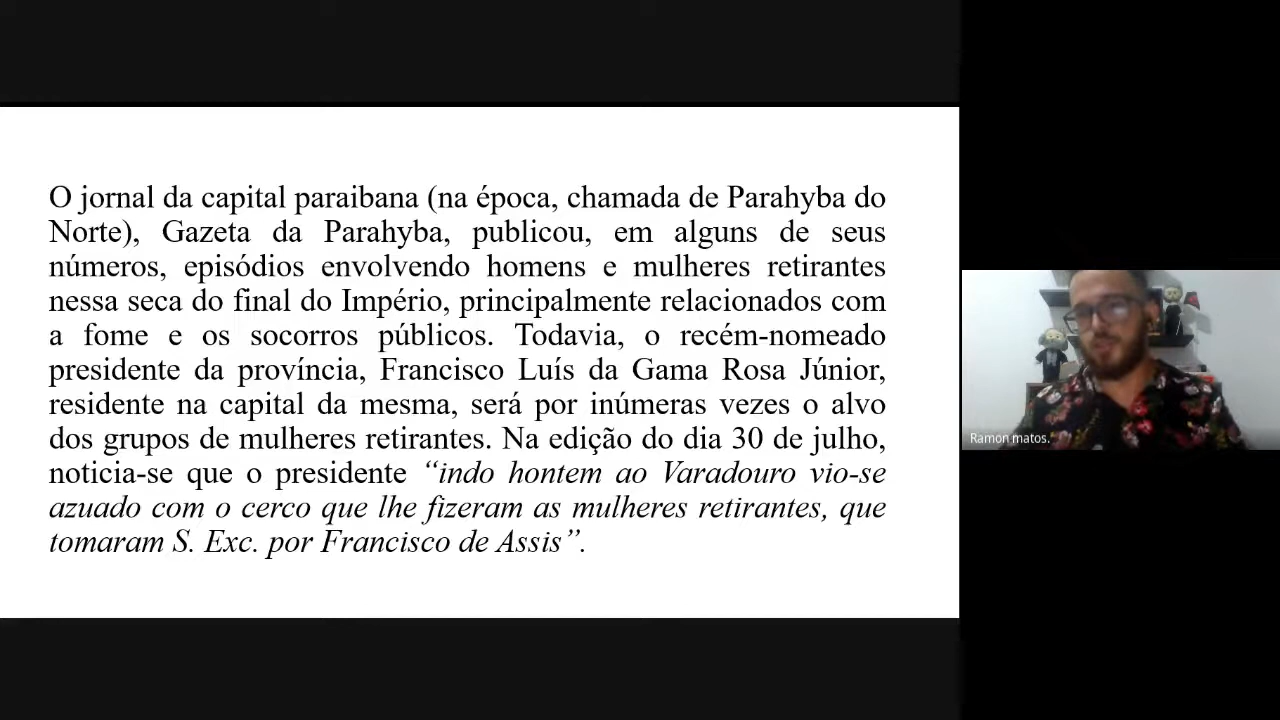 O jornal da capital paraibana (na época, chamada de Parahyba do
Norte), Gazeta da Parahyba, publicou, em alguns de seus
números, episódios envolvendo homens e mulheres retirantes
nessa seca do final do Império, principalmente relacionados com
a fome e os socorros públicos. Todavia, o recém-nomeado
presidente da província, Francisco Luís da Gama Rosa Júnior,
residente na capital da mesma, será por inúmeras vezes o alvo
dos grupos de mulheres retirantes. Na edição do dia 30 de julho,
noticia-se que o presidente “indo hontem ao Varadouro vio-se
azuado com o cerco que lhe fizeram as mulheres retirantes, que
tomaram S. Exc. por Francisco de Assis”.
Ramon matos.